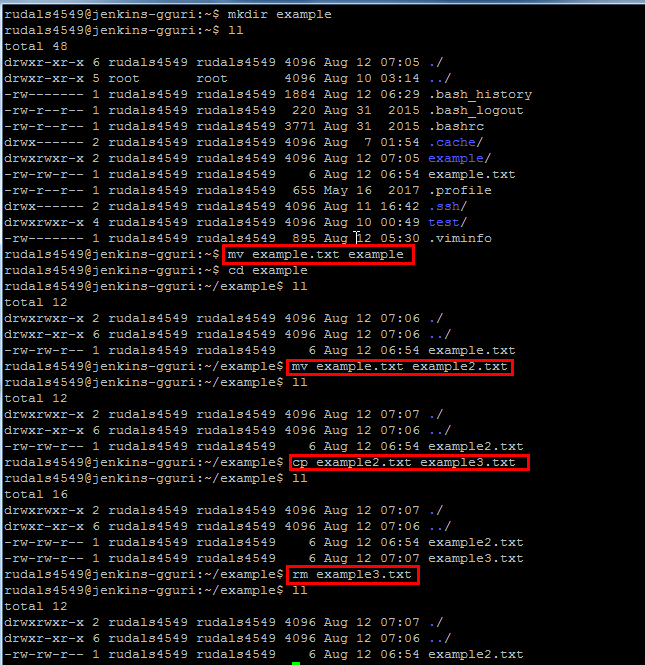 rudals4549@jenkins-gguri:~$ mkdir example
rudals4549@jenkins-gguri:~$ ll
total 48
drwxr-xr-x 6 rudals4549 rudals4549 4096 Aug 12 07:05 ./
drwxr-xr-x 5 root       root       4096 Aug 10 03:14 ../
-rw------- 1 rudals4549 rudals4549 1884 Aug 12 06:29 .bash_history
-rw-r--r-- 1 rudals4549 rudals4549  220 Aug 31  2015 .bash_logout
-rw-r--r-- 1 rudals4549 rudals4549 3771 Aug 31  2015 .bashrc
drwx------ 2 rudals4549 rudals4549 4096 Aug  7 01:54 .cache/
drwxrwxr-x 2 rudals4549 rudals4549 4096 Aug 12 07:05 example/
-rw-rw-r-- 1 rudals4549 rudals4549    6 Aug 12 06:54 example.txt
-rw-r--r-- 1 rudals4549 rudals4549  655 May 16  2017 .profile
drwx------ 2 rudals4549 rudals4549 4096 Aug 11 16:42 .ssh/
drwxrwxr-x 4 rudals4549 rudals4549 4096 Aug 10 00:49 test/
-rw------- 1 rudals4549 rudals4549  895 Aug 12 05:30 .viminfo
rudals4549@jenkins-gguri:~$ mv example.txt example
rudals4549@jenkins-gguri:~$ cd example
rudals4549@jenkins-gguri:~/example$ ll
total 12
drwxrwxr-x 2 rudals4549 rudals4549 4096 Aug 12 07:06 ./
drwxr-xr-x 6 rudals4549 rudals4549 4096 Aug 12 07:06 ../
-rw-rw-r-- 1 rudals4549 rudals4549    6 Aug 12 06:54 example.txt
rudals4549@jenkins-gguri:~/example$ mv example.txt example2.txt
rudals4549@jenkins-gguri:~/example$ ll
total 12
drwxrwxr-x 2 rudals4549 rudals4549 4096 Aug 12 07:07 ./
drwxr-xr-x 6 rudals4549 rudals4549 4096 Aug 12 07:06 ../
-rw-rw-r-- 1 rudals4549 rudals4549    6 Aug 12 06:54 example2.txt
rudals4549@jenkins-gguri:~/example$ cp example2.txt example3.txt
rudals4549@jenkins-gguri:~/example$ ll
total 16
drwxrwxr-x 2 rudals4549 rudals4549 4096 Aug 12 07:07 ./
drwxr-xr-x 6 rudals4549 rudals4549 4096 Aug 12 07:06 ../
-rw-rw-r-- 1 rudals4549 rudals4549    6 Aug 12 06:54 example2.txt
-rw-rw-r-- 1 rudals4549 rudals4549    6 Aug 12 07:07 example3.txt
rudals4549@jenkins-gguri:~/example$ rm example3.txt
rudals4549@jenkins-gguri:~/example$ ll
total 12
drwxrwxr-x 2 rudals4549 rudals4549 4096 Aug 12 07:07 ./
drwxr-xr-x 6 rudals4549 rudals4549 4096 Aug 12 07:06 ../
-rw-rw-r-- 1 rudals4549 rudals4549    6 Aug 12 06:54 example2.txt